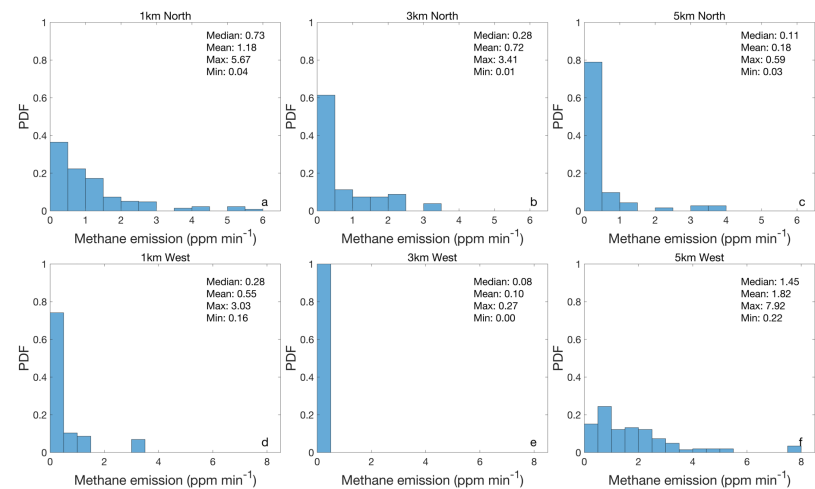 1km North
Median: 0.73
Mean: 1.18
Max: 5.67
Min: 0.04
PDF
1
0.8
0.6
0.4
0.2
0
0 1 2 3 4 5 6
a
Methane emission (ppm min-1)
3km North
Median: 0.28
Mean: 0.72
Max: 3.41
Min: 0.01
PDF
1
0.8
0.6
0.4
0.2
0
0 1 2 3 4 5 6
b
Methane emission (ppm min-1)
5km North
Median: 0.11
Mean: 0.18
Max: 0.59
Min: 0.03
PDF
1
0.8
0.6
0.4
0.2
0
0 1 2 3 4 5 6
c
Methane emission (ppm min-1)
1km West
Median: 0.28
Mean: 0.55
Max: 3.03
Min: 0.16
PDF
1
0.8
0.6
0.4
0.2
0
0 2 4 6 8
d
Methane emission (ppm min-1)
3km West
Median: 0.08
Mean: 0.10
Max: 0.27
Min: 0.00
PDF
1
0.8
0.6
0.4
0.2
0
0 2 4 6 8
e
Methane emission (ppm min-1)
5km West
Median: 1.45
Mean: 1.82
Max: 7.92
Min: 0.22
PDF
1
0.8
0.6
0.4
0.2
0
0 2 4 6 8
f
Methane emission (ppm min-1)